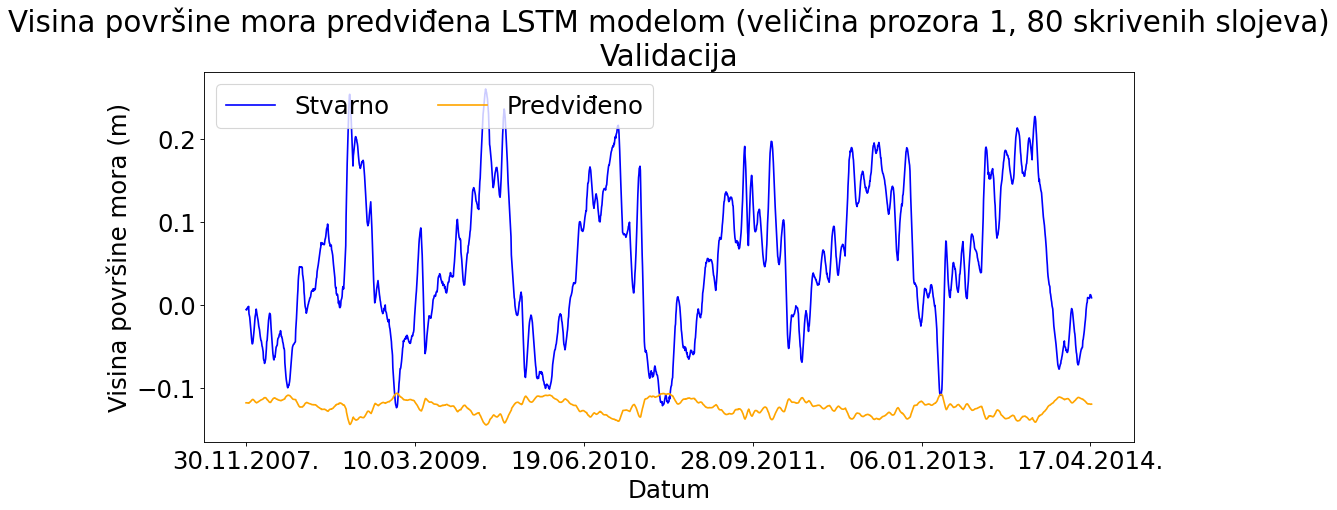 Visina površine mora predviđena LSTM modelom (veličina prozora 1, 80 skrivenih slojeva)
Validacija
Stvarno Predviđeno
Visina površine mora (m)
0.2
0.1
0.0
−0.1
30.11.2007. 10.03.2009. 19.06.2010. 28.09.2011. 06.01.2013. 17.04.2014.
Datum